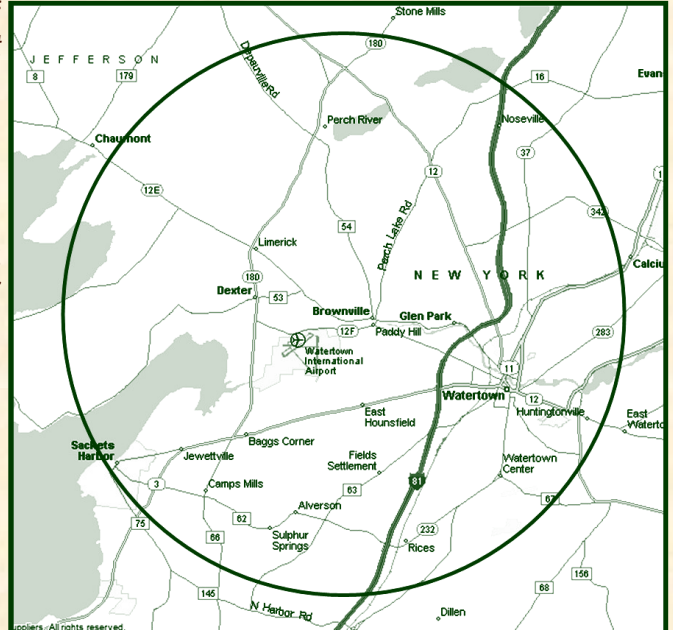 Stone Mills
180
JEFFERSON
Depauville Rd
8
179
16
Evan
Perch River
Noseville
Chaumont
37
12
12E
342
54
Perch Lake Rd
Limerick
Calciu
NEW YORK
180
Dexter
53
Brownville
Glen Park
12F
Paddy Hill
283
Watertown
International
Airport
11
Watertown
12
East
Hounsfield
Huntingtonville
East
Waterto
Baggs Corner
Sackets
Harbor
Jewettville
Fields
Settlement
Watertown
Center
3
Camps Mills
63
81
67
Alverson
62
75
Sulphur
Springs
232
66
Rices
156
68
145
N Harbor Rd
Dillen
uppliers. All rights reserved.